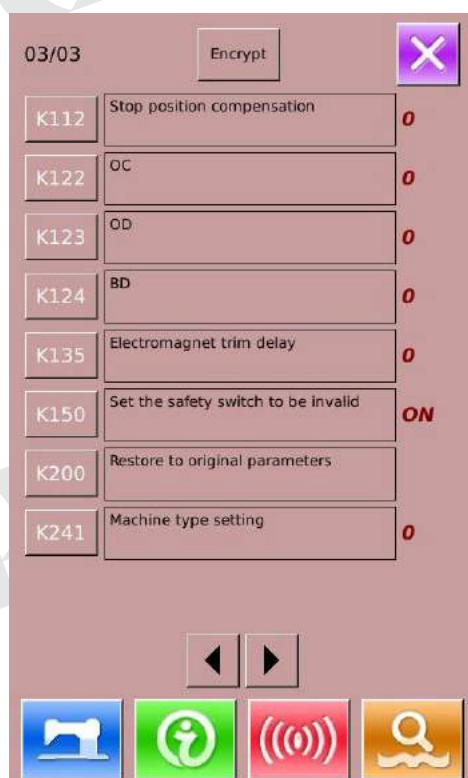 03/03 Encrypt
K112 Stop position compensation 0
K122 OC 0
K123 OD 0
K124 BD 0
K135 Electromagnet trim delay 0
K150 Set the safety switch to be invalid ON
K200 Restore to original parameters
K241 Machine type setting 0